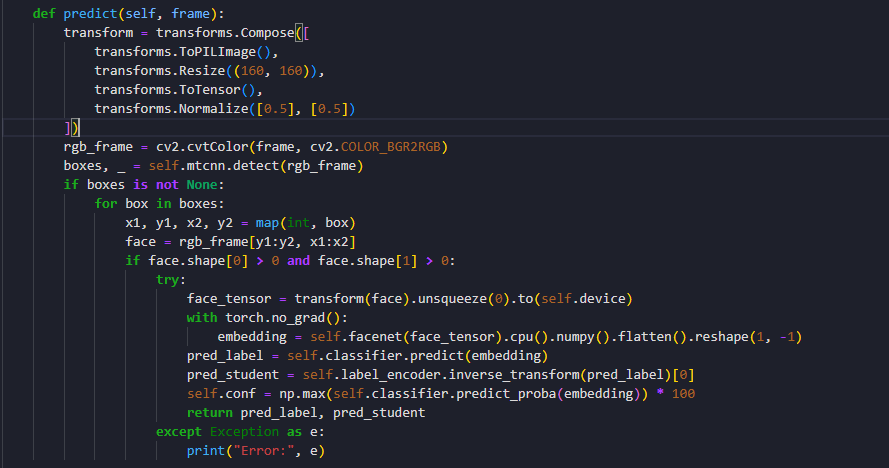 def predict(self, frame):
    transform = transforms.Compose([
        transforms.ToPILImage(),
        transforms.Resize((160, 160)),
        transforms.ToTensor(),
        transforms.Normalize([0.5], [0.5])
    ])
    rgb_frame = cv2.cvtColor(frame, cv2.COLOR_BGR2RGB)
    boxes, _ = self.mtcnn.detect(rgb_frame)
    if boxes is not None:
        for box in boxes:
            x1, y1, x2, y2 = map(int, box)
            face = rgb_frame[y1:y2, x1:x2]
            if face.shape[0] > 0 and face.shape[1] > 0:
                try:
                    face_tensor = transform(face).unsqueeze(0).to(self.device)
                    with torch.no_grad():
                        embedding = self.facenet(face_tensor).cpu().numpy().flatten().reshape(1, -1)
                    pred_label = self.classifier.predict(embedding)
                    pred_student = self.label_encoder.inverse_transform(pred_label)[0]
                    self.conf = np.max(self.classifier.predict_proba(embedding)) * 100
                    return pred_label, pred_student
                except Exception as e:
                    print("Error:", e)